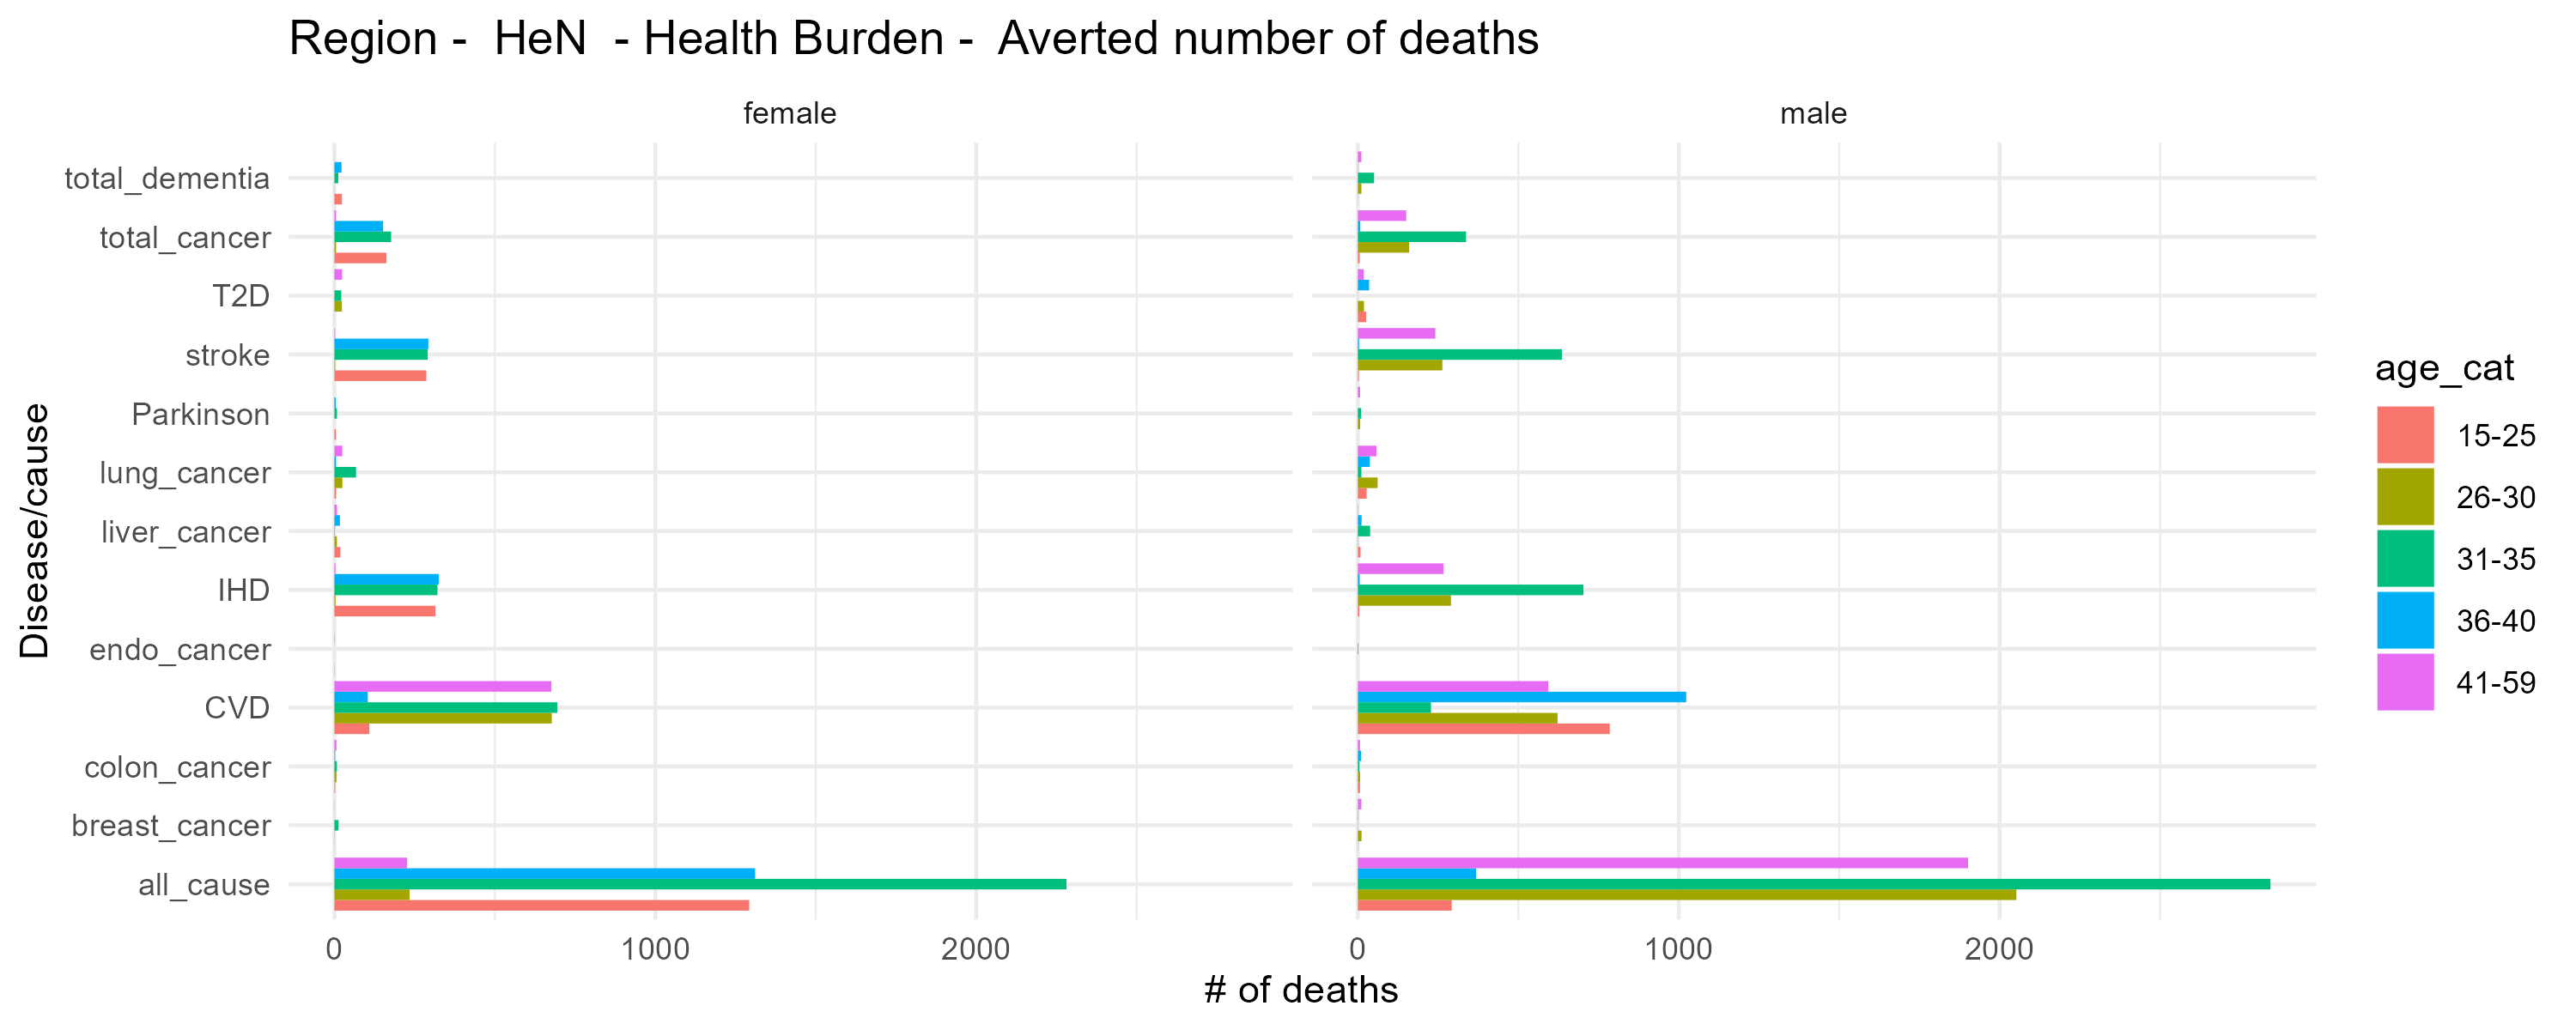 Region -  HeN  - Health Burden -  Averted number of deaths
female
male
Disease/cause
total_dementia
total_cancer
T2D
stroke
Parkinson
lung_cancer
liver_cancer
IHD
endo_cancer
CVD
colon_cancer
breast_cancer
all_cause
0 1000 2000
0 1000 2000
# of deaths
age_cat
15-25
26-30
31-35
36-40
41-59